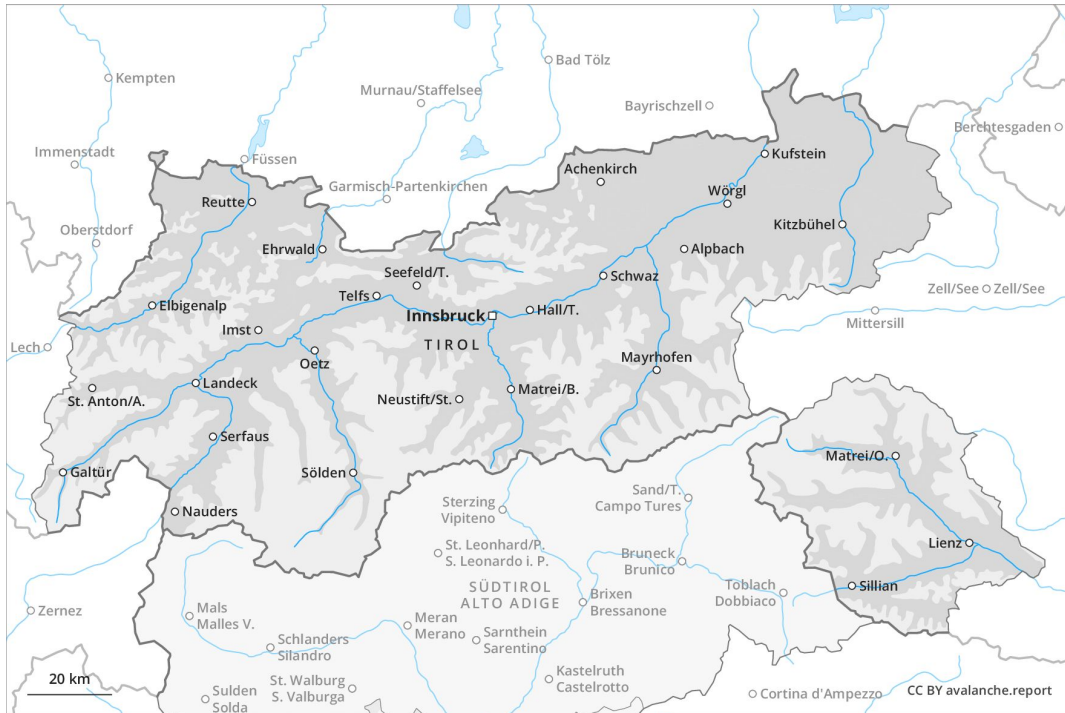 Kempten
Bad Tölz
Murnau/Staffelsee
Bayrischzell
Berchtesgaden
Immenstadt
Füssen
Kufstein
Achenkirch
Garmisch-Partenkirchen
Wörgl
Reutte
Oberstdorf
Kitzbühel
Ehrwald
Alpbach
Seefeld/T.
Schwaz
Telfs
Zell/See
Zell/See
Elbigenalp
Innsbruck
Hall/T.
Mittersill
Imst
Lech
TIROL
Mayrhofen
Oetz
Landeck
Matrei/B.
St. Anton/A.
Neustift/St.
Serfaus
Matrei/O.
Galtür
Sölden
Sand/T.
Campo Tures
Sterzing
Vipiteno
Nauders
Lienz
St. Leonhard/P.
S. Leonardo i. P.
Bruneck
Brunico
Sillian
SÜDTIROL
ALTO ADIGE
Toblach
Dobbiaco
Brixen
Bressanone
Zernez
Mals
Malles V.
Meran
Merano
Sarnthein
Sarentino
Schlanders
Silandro
Kastelruth
Castelrotto
20 km
St. Walburg
S. Valburga
Sulden
Solda
Cortina d'Ampezzo
CC BY avalanche.report